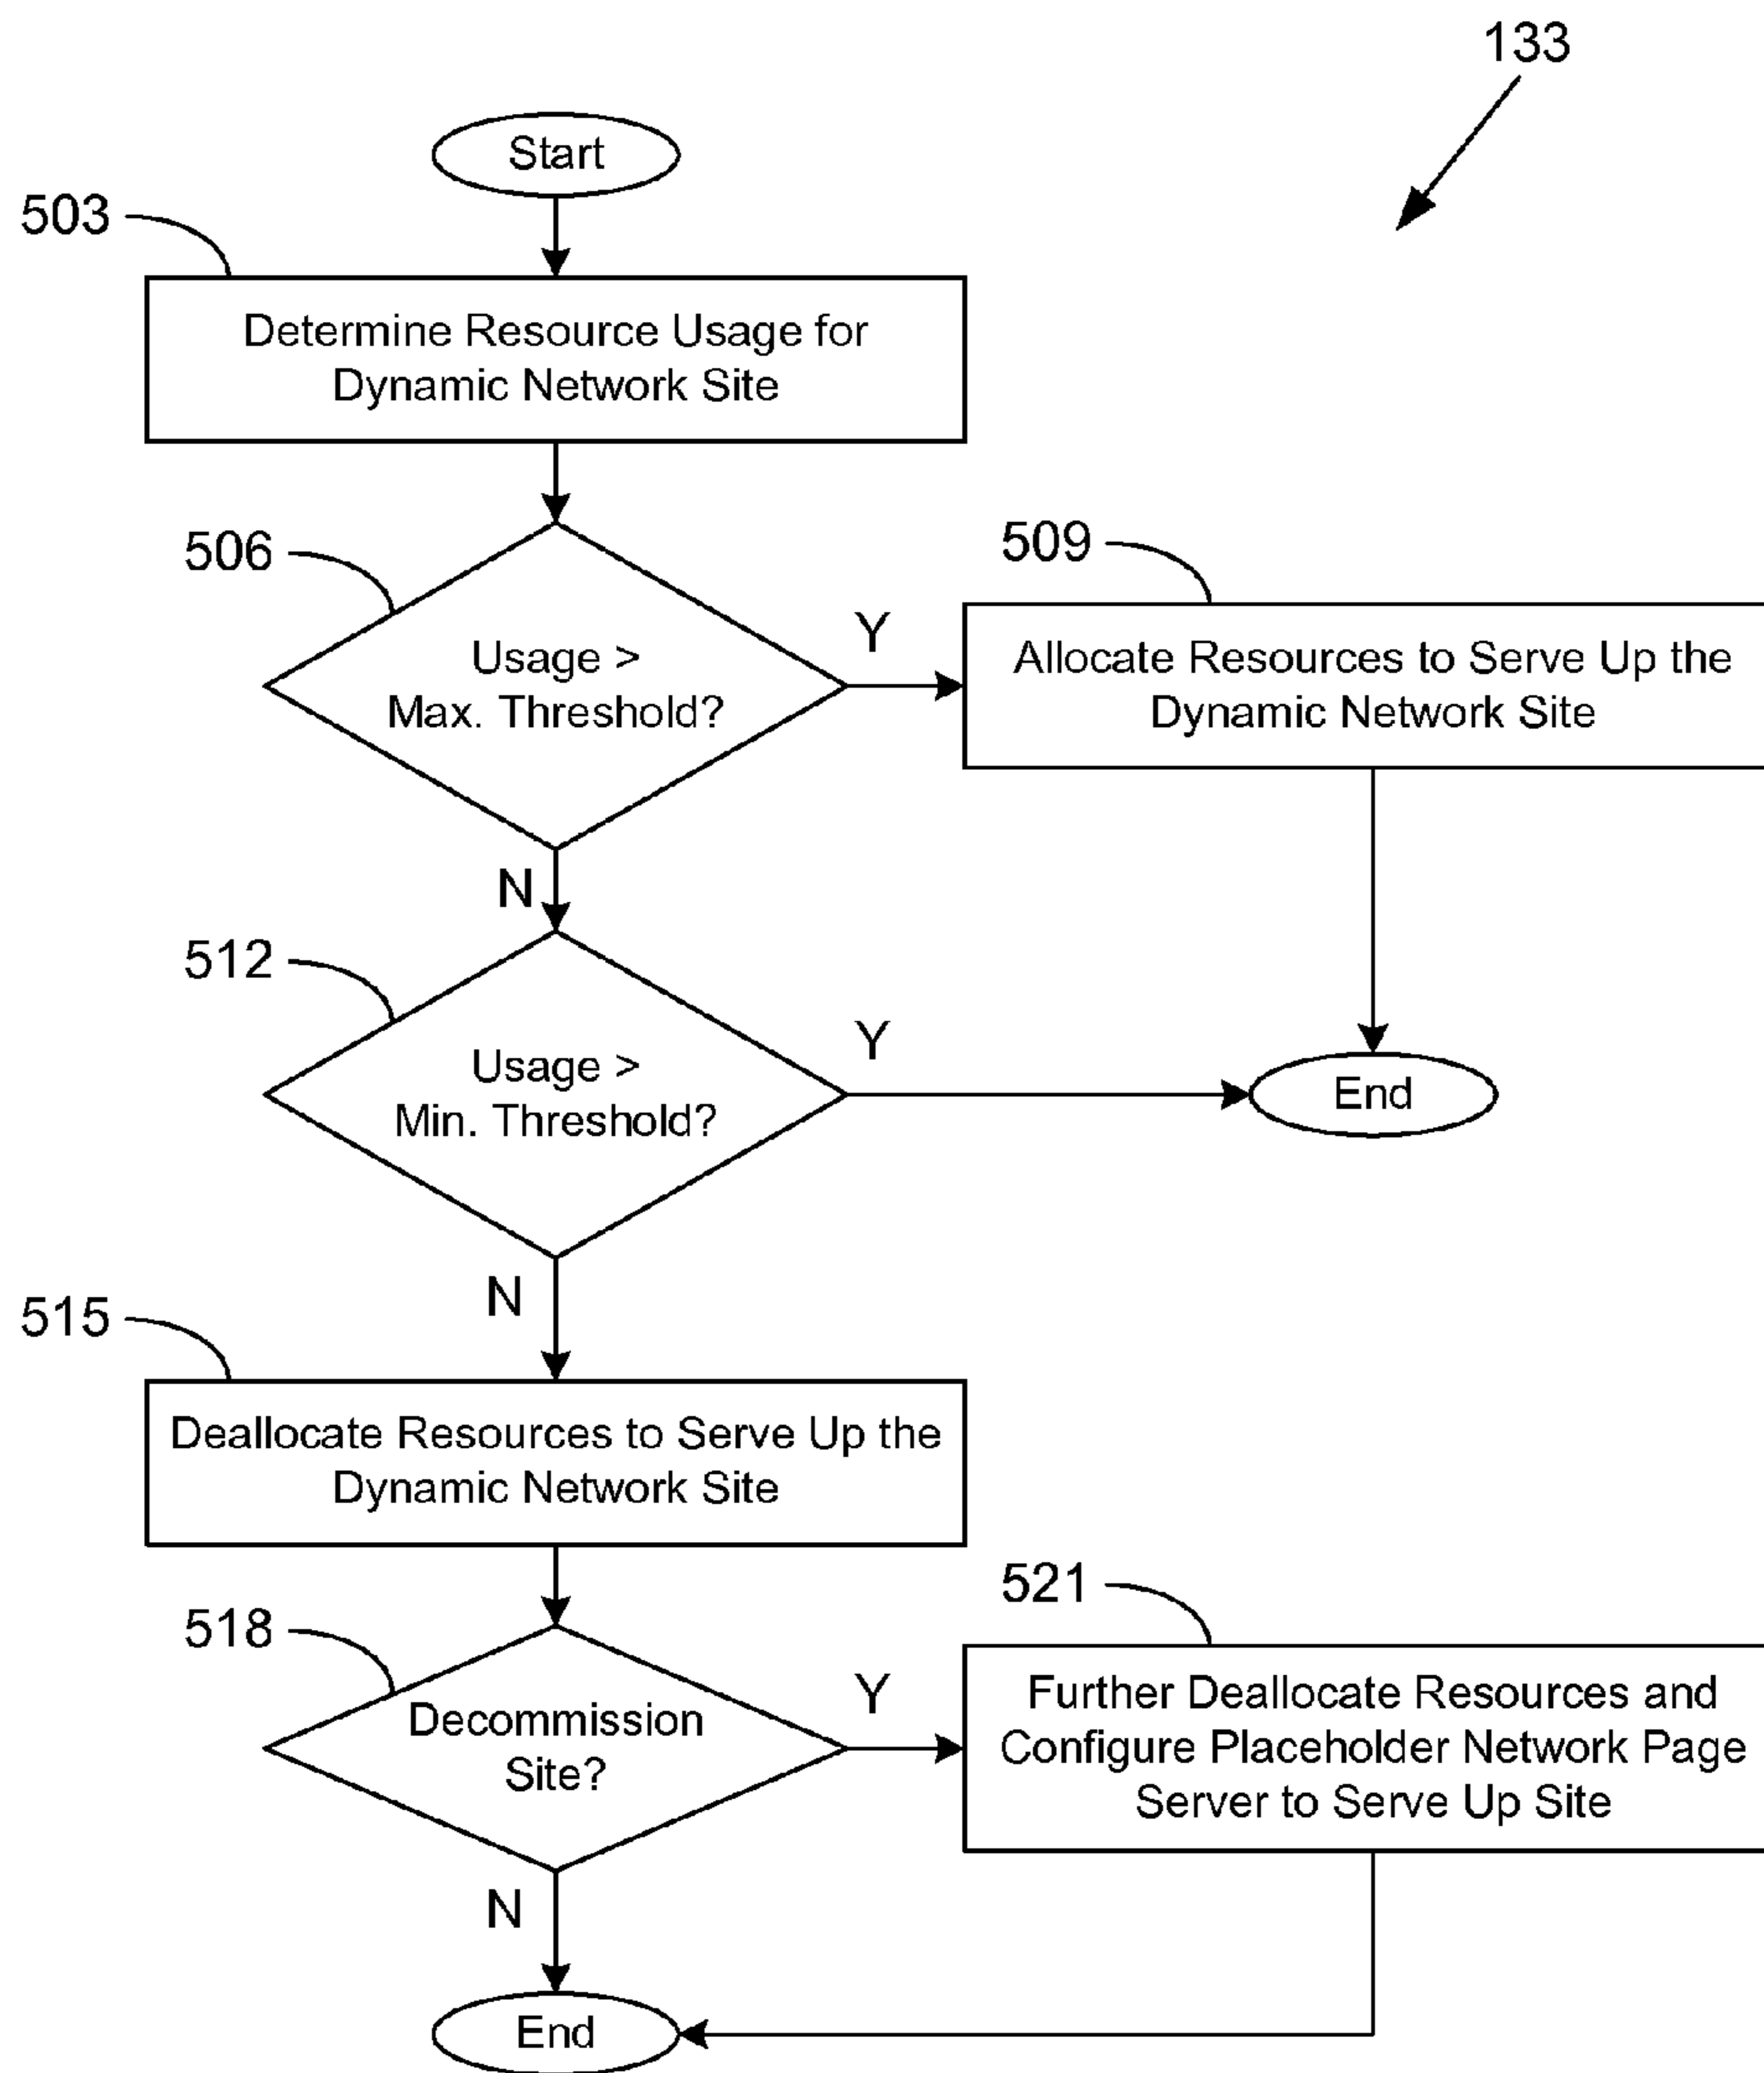 133
Start
503
Determine Resource Usage for
Dynamic Network Site
506
Usage >
Max. Threshold?
Y
509
Allocate Resources to Serve Up the
Dynamic Network Site
N
512
Usage >
Min. Threshold?
Y
End
N
515
Deallocate Resources to Serve Up the
Dynamic Network Site
518
Decommission
Site?
Y
521
Further Deallocate Resources and
Configure Placeholder Network Page
Server to Serve Up Site
N
End